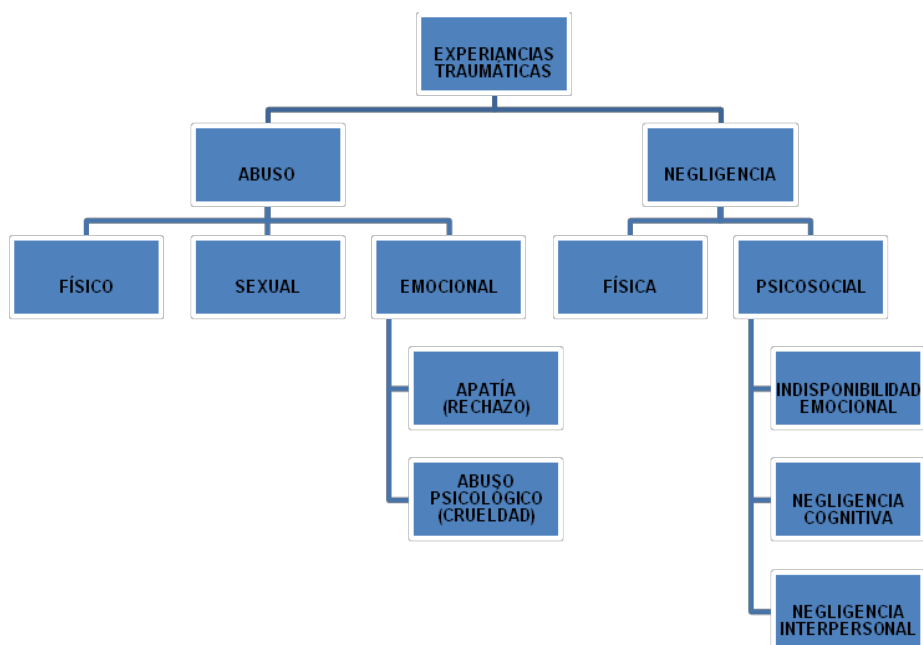 EXPERIANCIAS
TRAUMÁTICAS
ABUSO
NEGLIGENCIA
FÍSICO
SEXUAL
EMOCIONAL
FÍSICA
PSICOSOCIAL
APATÍA
(RECHAZO)
INDISPONIBILIDAD
EMOCIONAL
ABUSO
PSICOLÓGICO
(CRUELDAD)
NEGLIGENCIA
COGNITIVA
NEGLIGENCIA
INTERPERSONAL